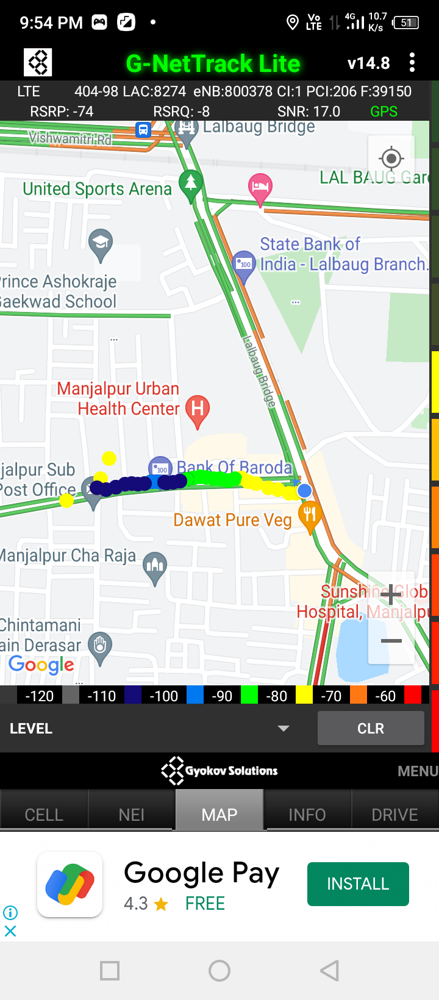 9:54 PM
Vo LTE 4G 10.7 K/s 51
G-NetTrack Lite v14.8
LTE 404-98 LAC:8274 eNB:800378 CI:1 PCI:206 F:39150
RSRP: -74 RSRQ: -8 SNR: 17.0 GPS
Lalbaug Bridge
Vishwamitri Rd
LAL BAUG Gar
United Sports Arena
State Bank of
India - Lalbaug Branch.
100
Prince Ashokraje
Gaekwad School
Lalbaug Bridge
Manjalpur Urban
Health Center
H
jalpur Sub
Post Office
100
Bank Of Baroda
Dawat Pure Veg
Manjalpur Cha Raja
Sunshine Glob
Hospital, Manjalpu
Chintamani
ain Derasar
Google
-120 -110 -100 -90 -80 -70 -60
LEVEL CLR
Gyokov Solutions MENU
CELL NEI MAP INFO DRIVE
Google Pay
4.3 FREE
INSTALL